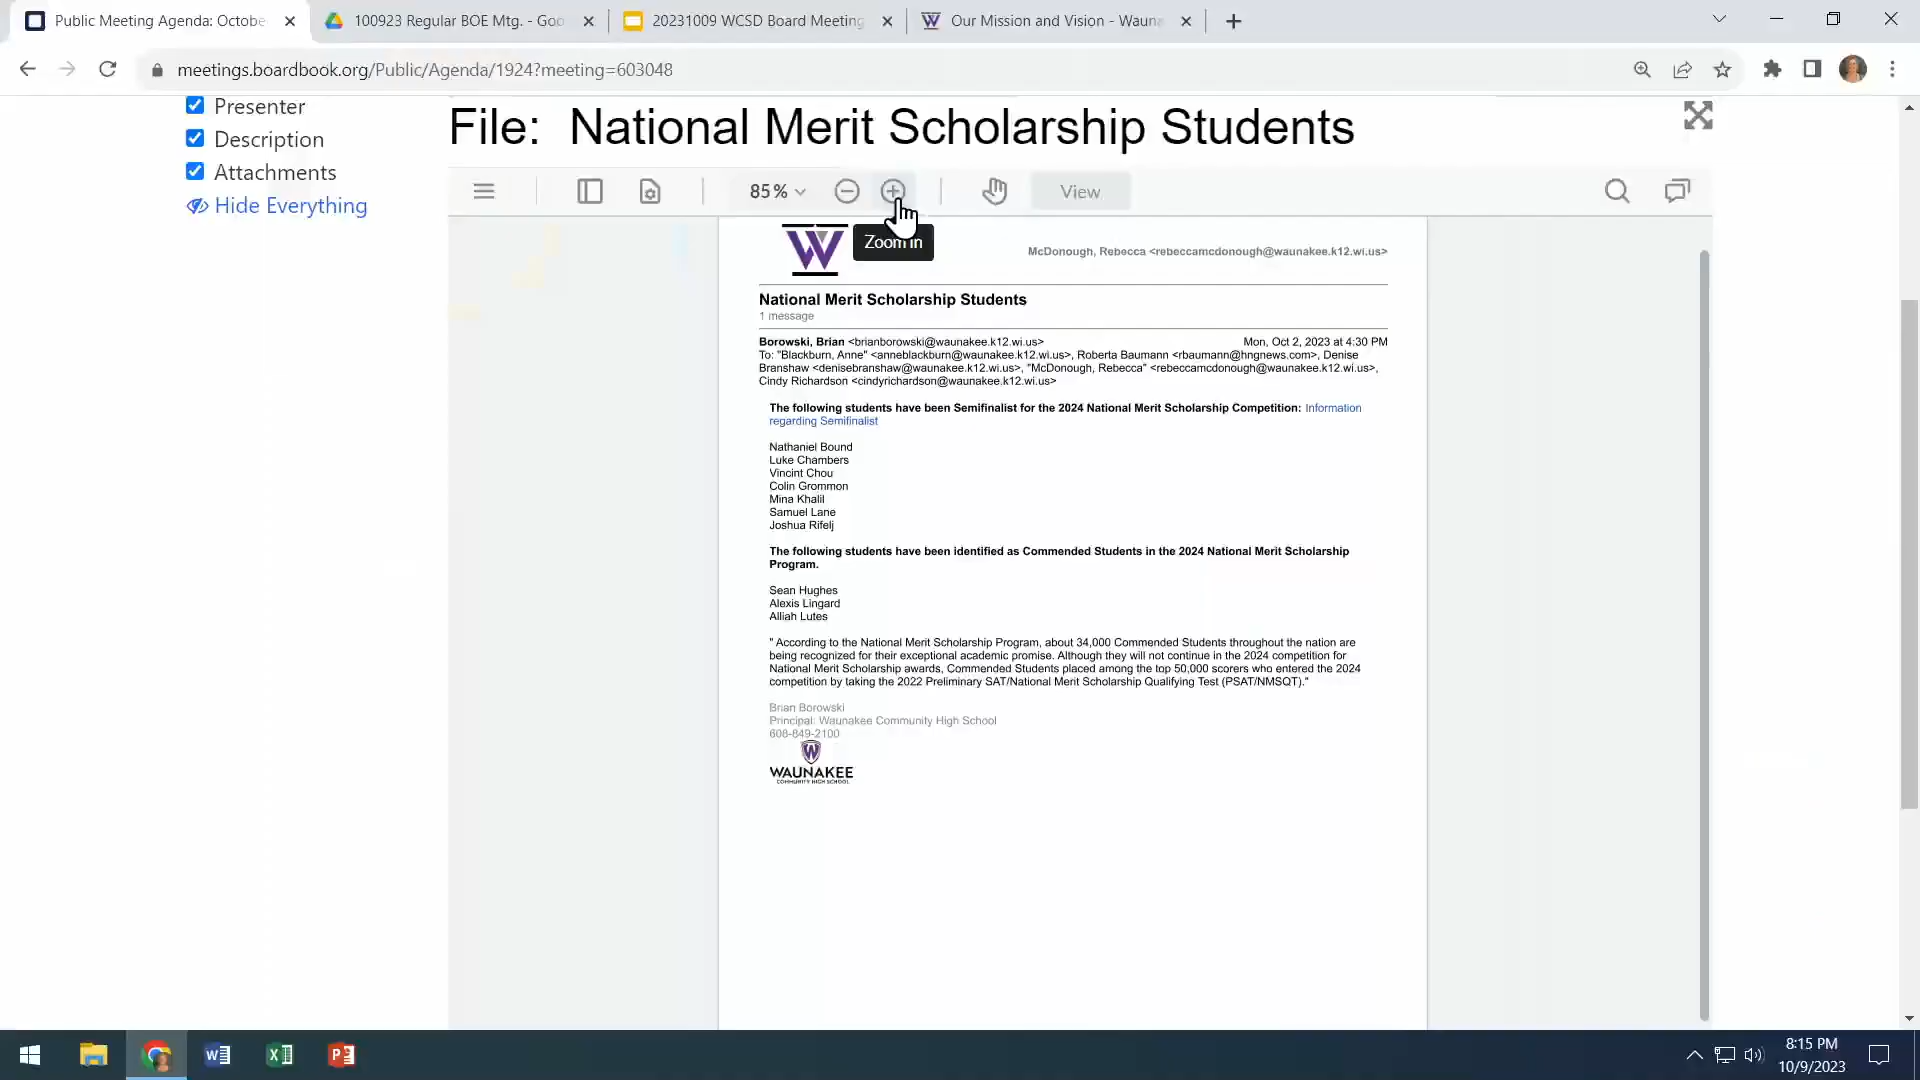 Public Meeting Agenda: Octobe
100923 Regular BOE Mtg. - Goo
20231009 WCSD Board Meeting
Our Mission and Vision - Wauna
meetings.boardbook.org/Public/Agenda/1924?meeting=603048
Presenter
Description
Attachments
Hide Everything
File: National Merit Scholarship Students
85%
View
Zoom in
W
McDonough, Rebecca <rebeccamcdonough@waunakee.k12.wi.us>
National Merit Scholarship Students
1 message
Borowski, Brian <brianborowski@waunakee.k12.wi.us> Mon, Oct 2, 2023 at 4:30 PM
To: "Blackburn, Anne" <anneblackburn@waunakee.k12.wi.us>, Roberta Baumann <rbaumann@hngnews.com>, Denise
Branshaw <denisebranshaw@waunakee.k12.wi.us>, "McDonough, Rebecca" <rebeccamcdonough@waunakee.k12.wi.us>,
Cindy Richardson <cindyrichardson@waunakee.k12.wi.us>
The following students have been Semifinalist for the 2024 National Merit Scholarship Competition: Information
regarding Semifinalist
Nathaniel Bound
Luke Chambers
Vincint Chou
Colin Grommon
Mina Khalil
Samuel Lane
Joshua Rifelj
The following students have been identified as Commended Students in the 2024 National Merit Scholarship
Program.
Sean Hughes
Alexis Lingard
Alliah Lutes
" According to the National Merit Scholarship Program, about 34,000 Commended Students throughout the nation are
being recognized for their exceptional academic promise. Although they will not continue in the 2024 competition for
National Merit Scholarship awards, Commended Students placed among the top 50,000 scorers who entered the 2024
competition by taking the 2022 Preliminary SAT/National Merit Scholarship Qualifying Test (PSAT/NMSQT)."
Brian Borowski
Principal: Waunakee Community High School
608-849-2100
W
WAUNAKEE
COMMUNITY HIGH SCHOOL
8:15 PM
10/9/2023